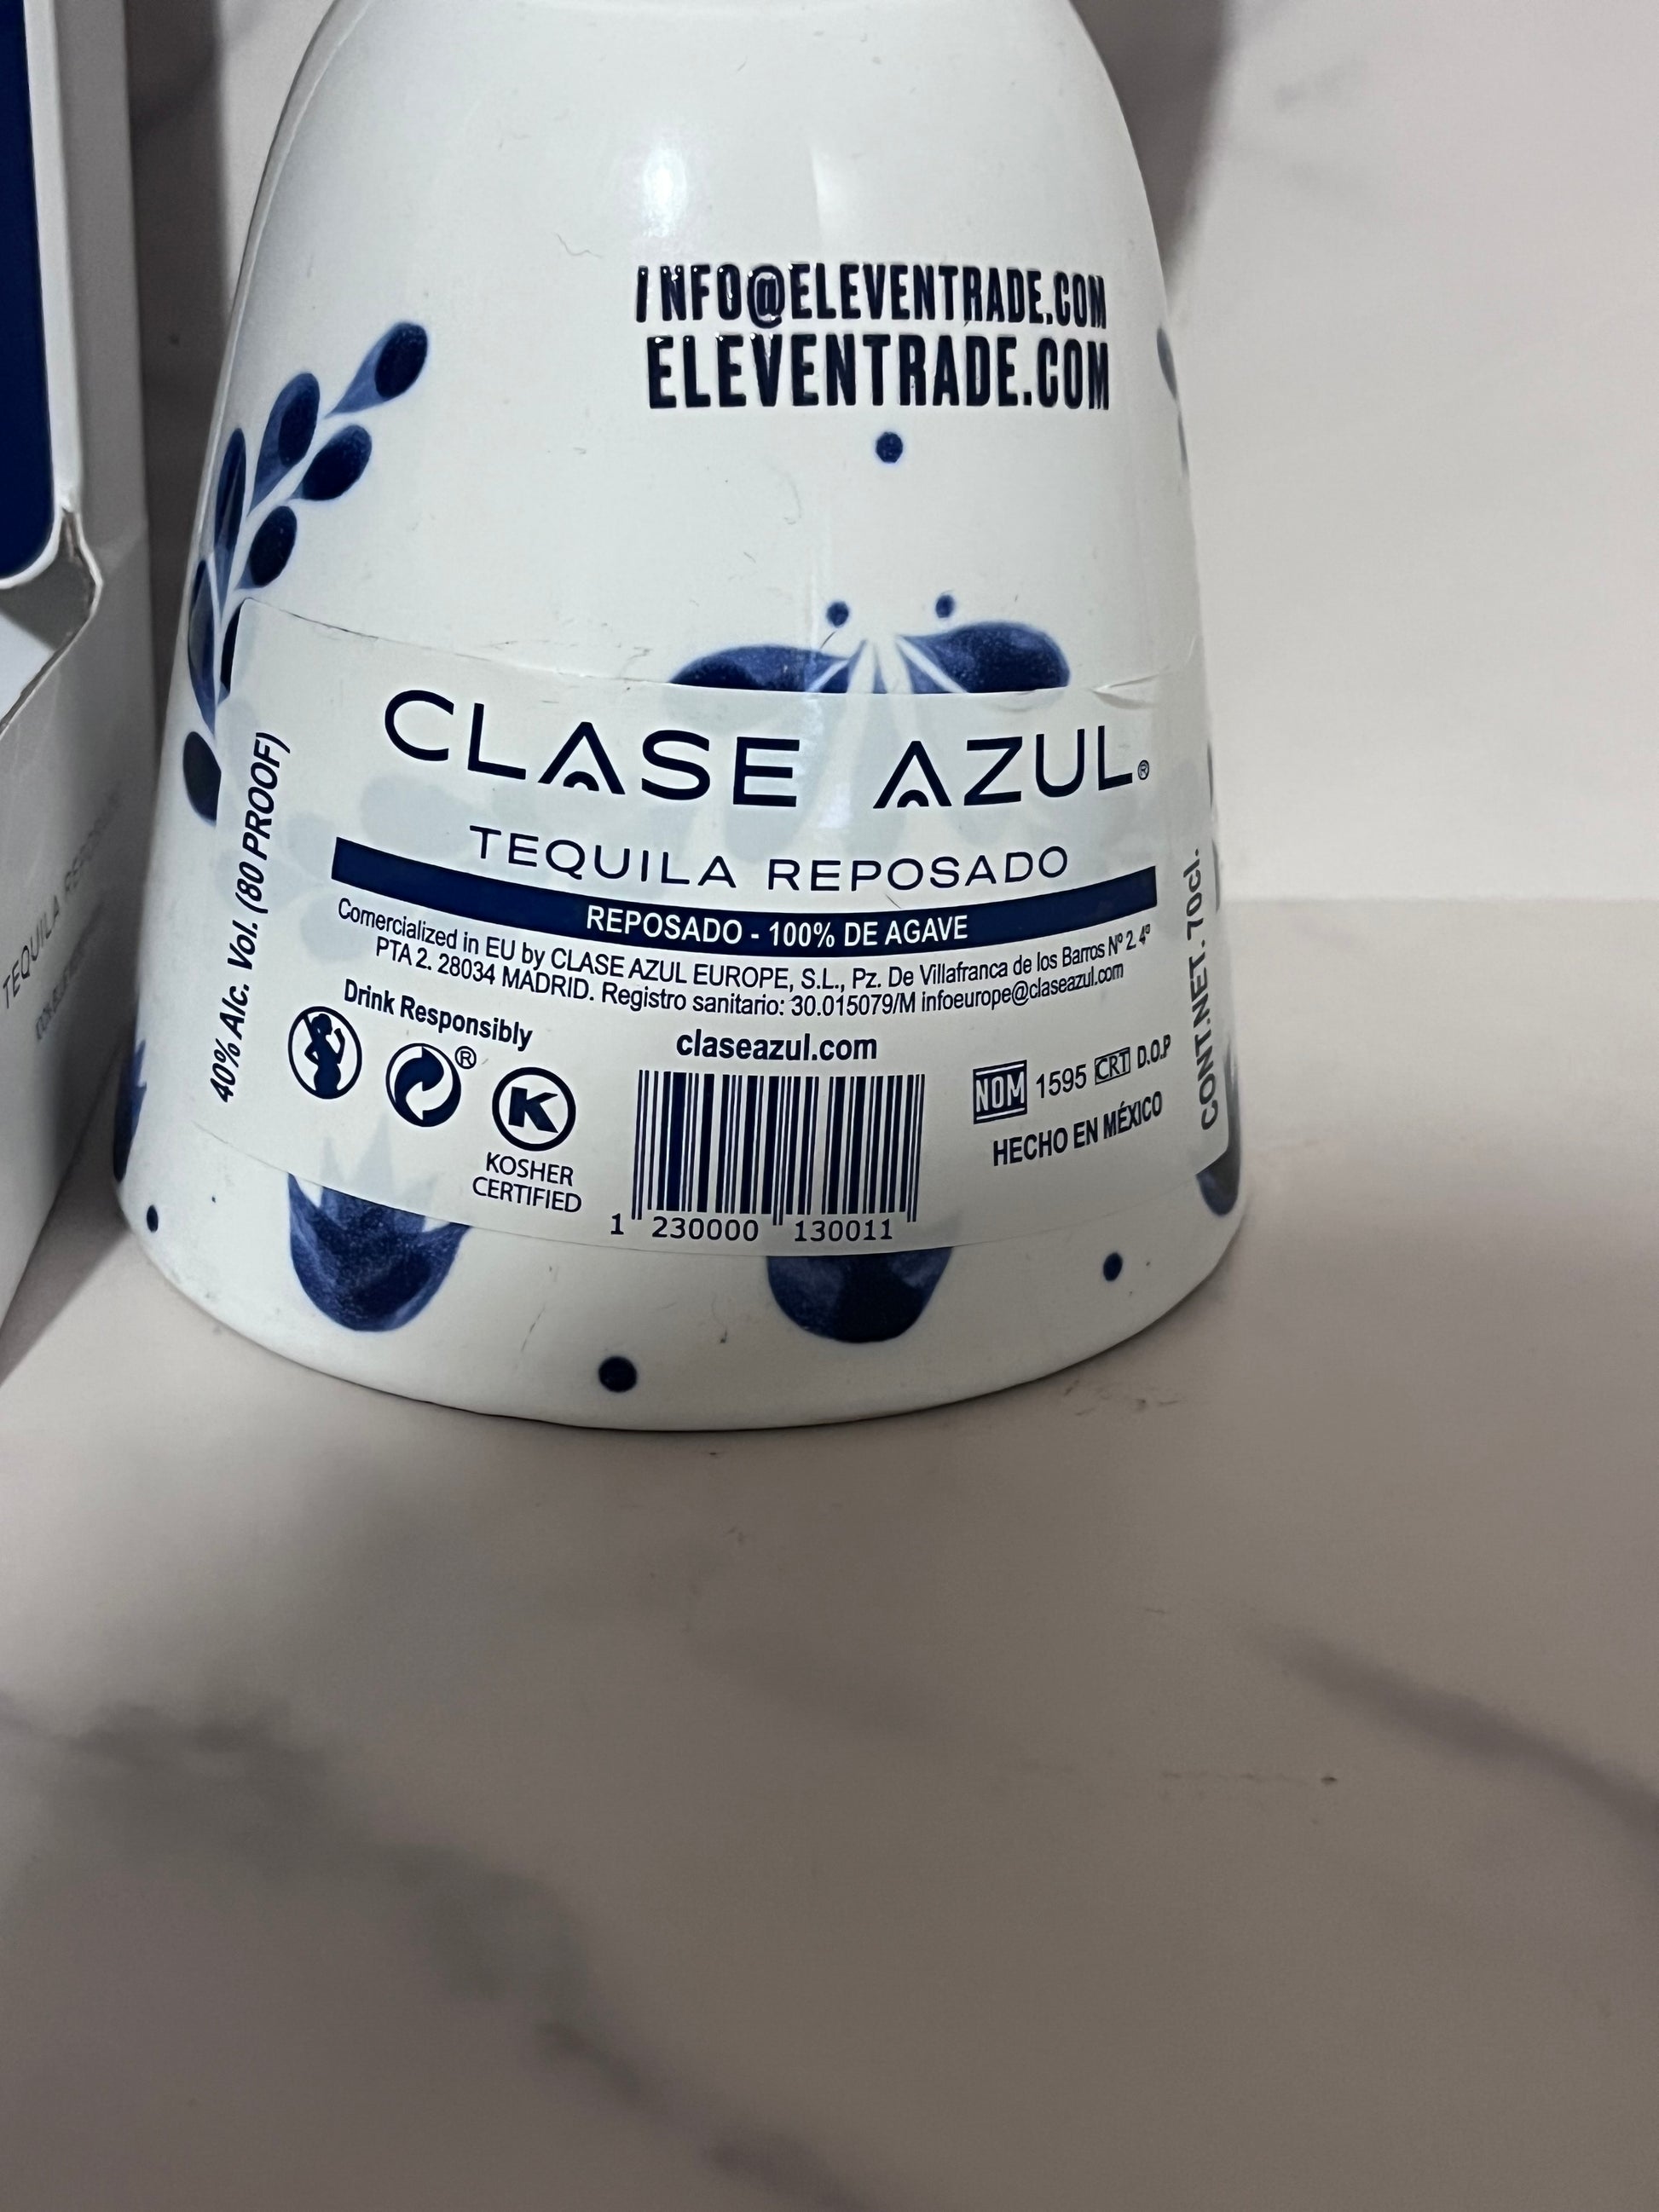 INFO@ELEVENTRADE.COM
ELEVENTRADE.COM
CLASE AZUL®
TEQUILA REPOSADO
REPOSADO - 100% DE AGAVE
Comercialized in EU by CLASE AZUL EUROPE, S.L., Pz. De Villafranca de los Barros Nº 2. 4º
PTA 2. 28034 MADRID. Registro sanitario: 30.015079/M infoeurope@claseazul.com
40% Alc. Vol. (80 PROOF)
Drink Responsibly
®
K
KOSHER
CERTIFIED
claseazul.com
1 230000 130011
NOM 1595 CRT D.O.P
HECHO EN MÉXICO
CONT.NET. 70cl.
TEQUILA REPOSADO